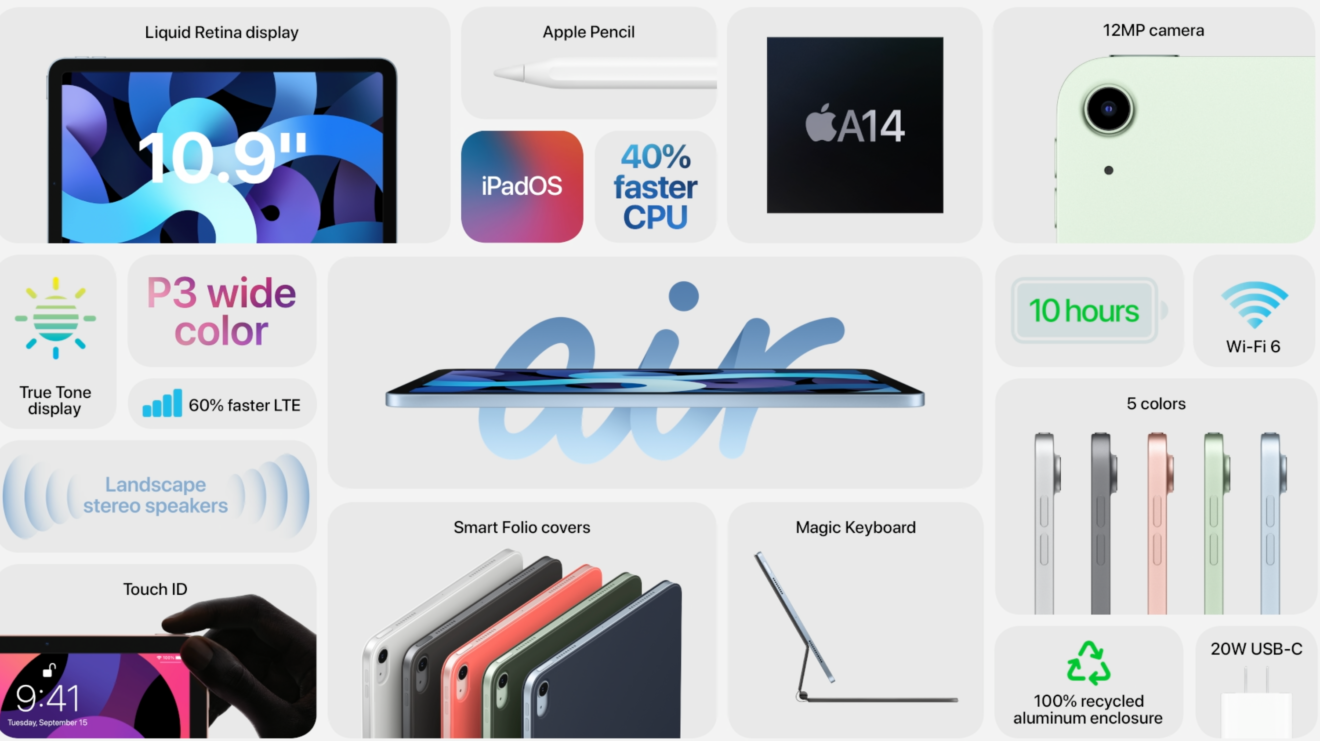 Liquid Retina display
10.9"
Apple Pencil
iPadOS
40%
faster
CPU
A14
12MP camera
True Tone
display
P3 wide
color
60% faster LTE
Landscape
stereo speakers
Touch ID
9:41
Tuesday, September 15
air
Smart Folio covers
Magic Keyboard
10 hours
Wi-Fi 6
5 colors
100% recycled
aluminum enclosure
20W USB-C